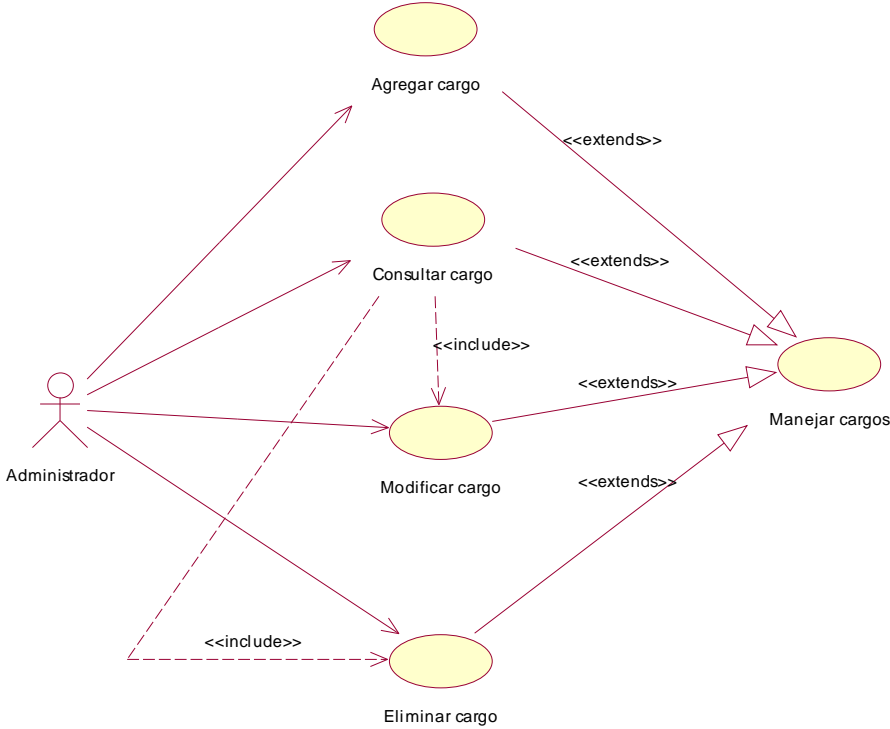 Agregar cargo
<<extends>>
<<extends>>
Consultar cargo
<<include>>
<<extends>>
Manejar cargos
Administrador
Modificar cargo
<<extends>>
<<include>>
Eliminar cargo